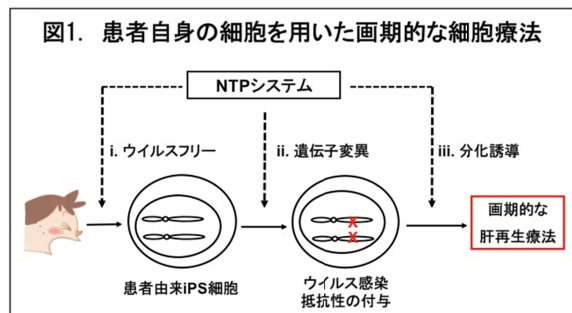 図1. 患者自身の細胞を用いた画期的な細胞療法
NTPシステム
i. ウイルスフリー
ii. 遺伝子変異
iii. 分化誘導
画期的な
肝再生療法
患者由来iPS細胞
ウイルス感染
抵抗性の付与